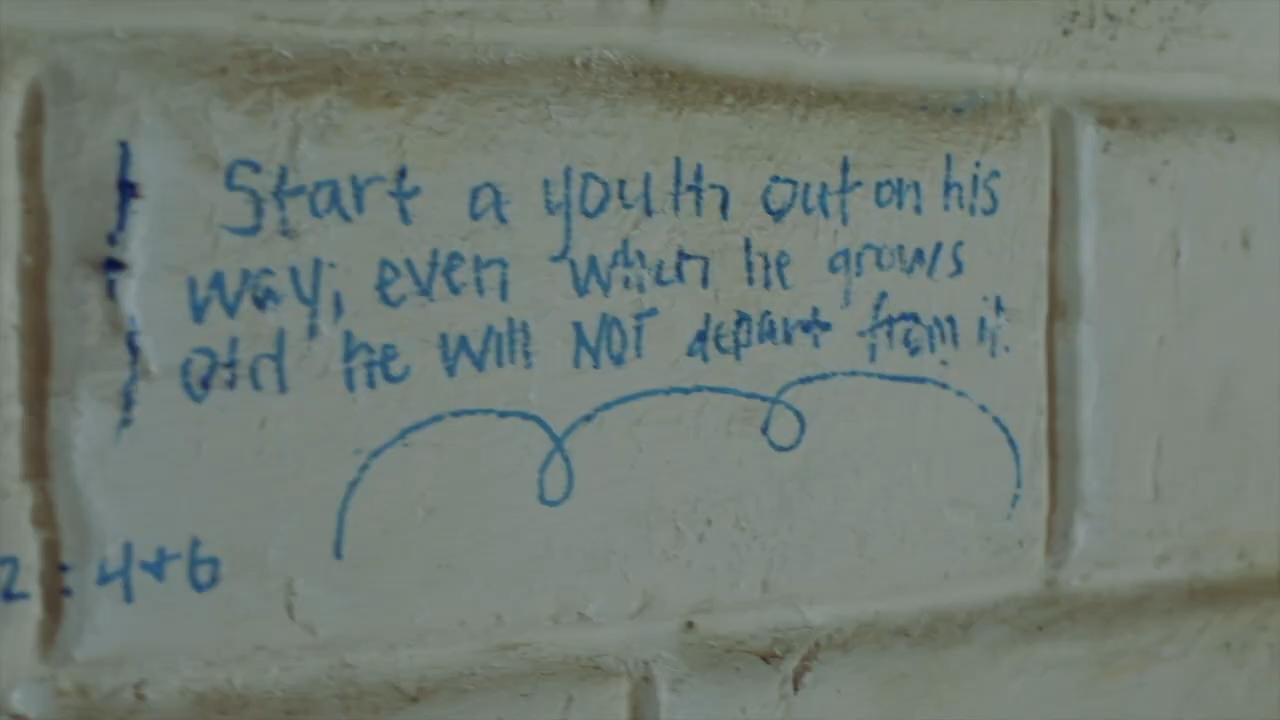 Start a youth out on his
way; even when he grows
old he will NOT depart from it.
2:4+6